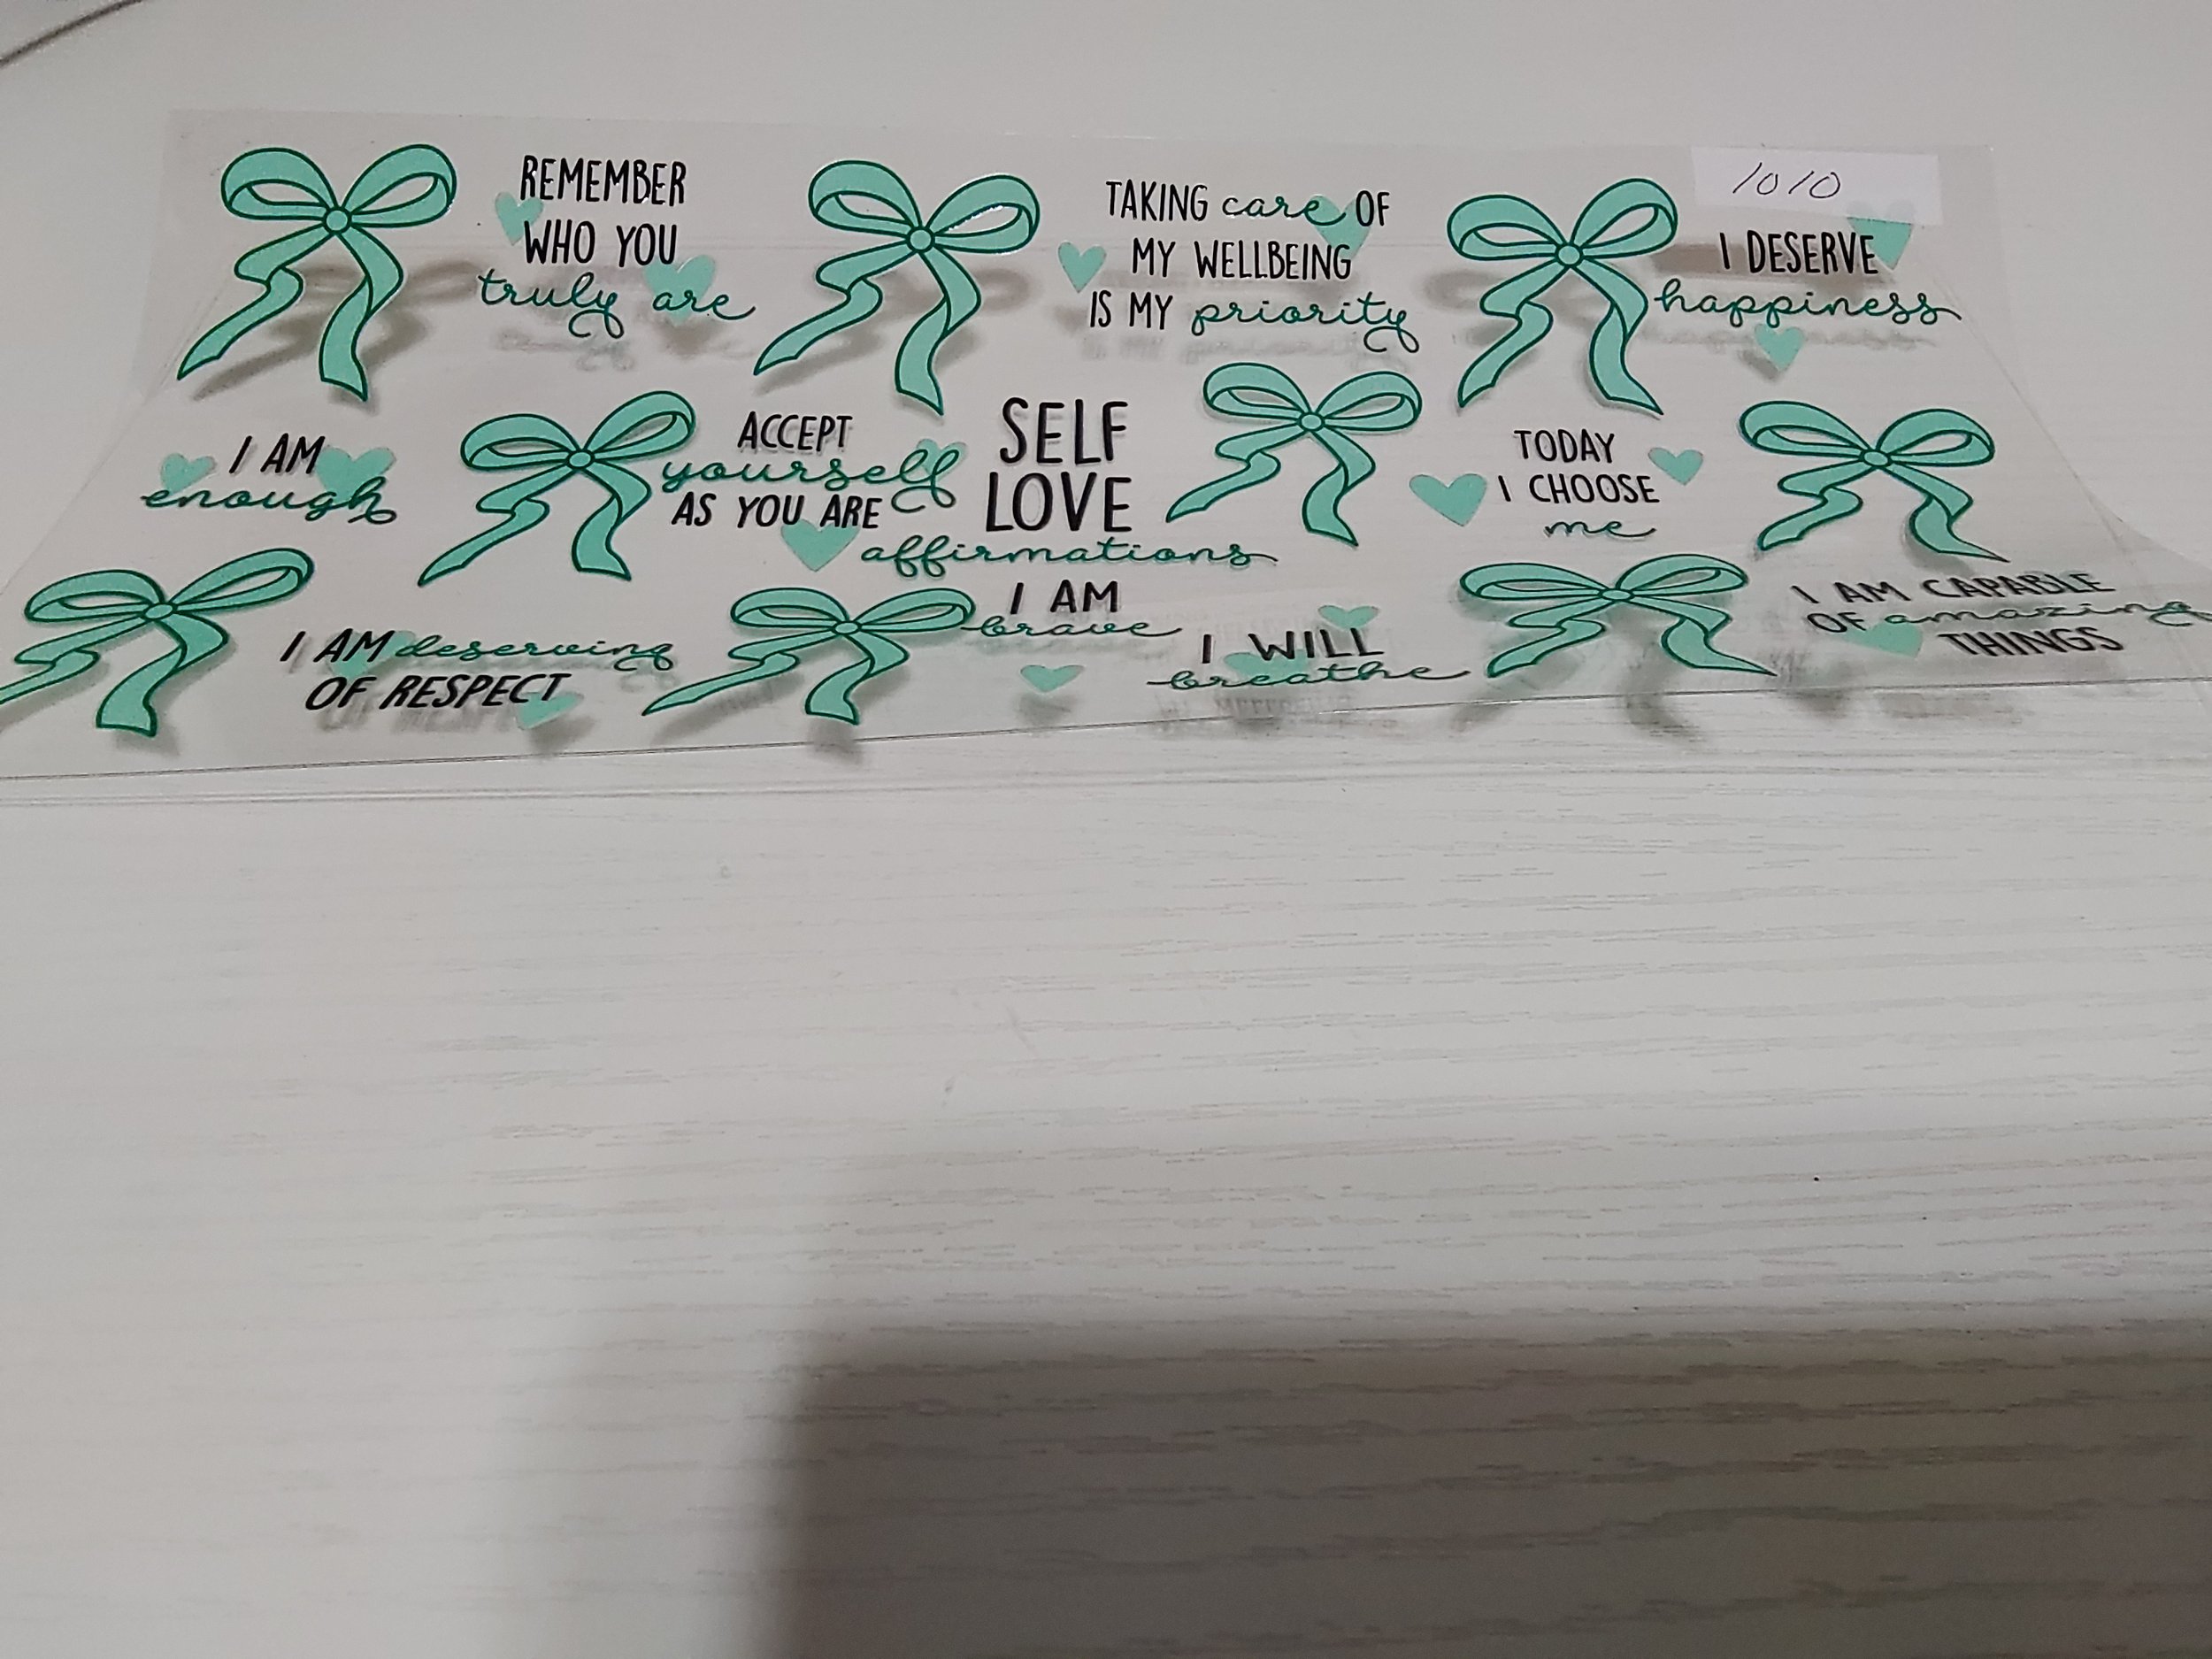 REMEMBER
WHO YOU
truly are
TAKING care OF
MY WELLBEING
IS MY priority
1010
I DESERVE
happiness
I AM
enough
ACCEPT
yourself
AS YOU ARE
SELF
LOVE
affirmations
TODAY
I CHOOSE
me
I AM deserving
OF RESPECT
I AM
brave
I WILL
breathe
I AM CAPABLE
OF amazing
THINGS